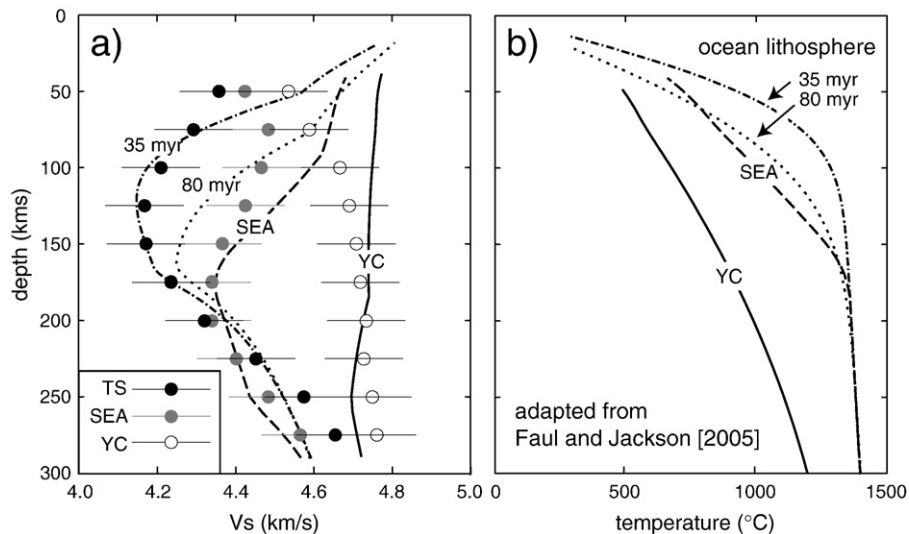 a)
0
50
100
150
200
250
300
depth (kms)
35 myr
80 myr
SEA
YC
TS
SEA
YC
4.0
4.2
4.4
4.6
4.8
5.0
Vs (km/s)
b)
ocean lithosphere
35 myr
80 myr
SEA
YC
adapted from
Faul and Jackson [2005]
0
500
1000
1500
temperature (°C)